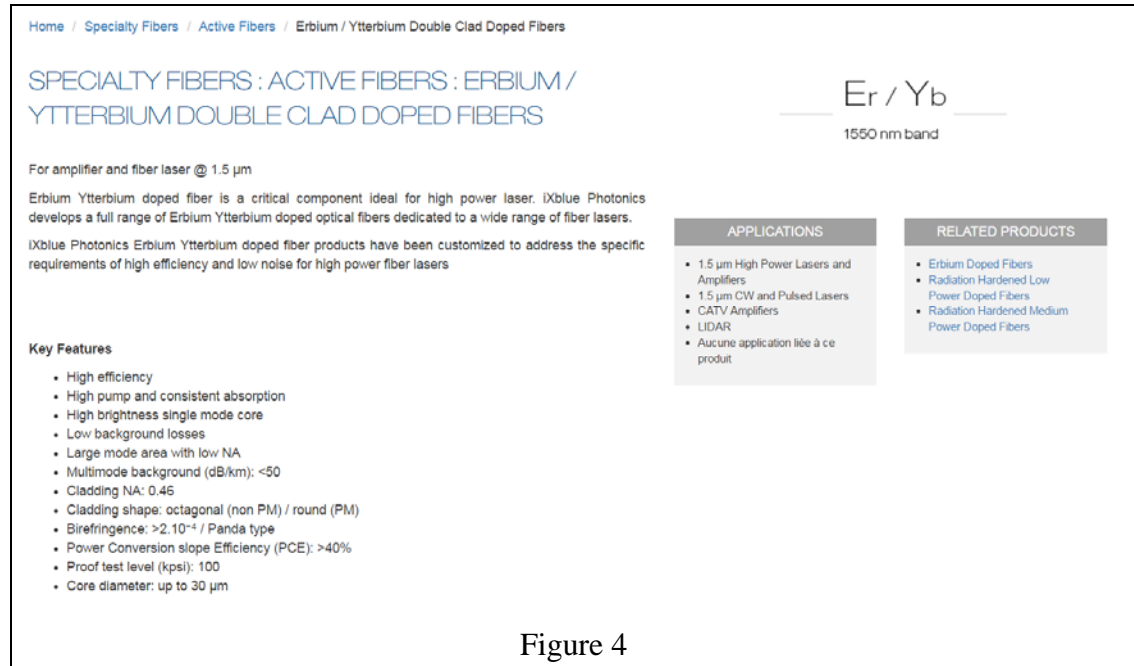 Home / Specialty Fibers / Active Fibers / Erbium / Ytterbium Double Clad Doped Fibers
SPECIALTY FIBERS : ACTIVE FIBERS : ERBIUM /
YTTERBIUM DOUBLE CLAD DOPED FIBERS
Er / Yb
1550 nm band
For amplifier and fiber laser @ 1.5 µm
Erbium Ytterbium doped fiber is a critical component ideal for high power laser. iXblue Photonics
develops a full range of Erbium Ytterbium doped optical fibers dedicated to a wide range of fiber lasers.
iXblue Photonics Erbium Ytterbium doped fiber products have been customized to address the specific
requirements of high efficiency and low noise for high power fiber lasers
APPLICATIONS
• 1.5 µm High Power Lasers and
Amplifiers
• 1.5 µm CW and Pulsed Lasers
• CATV Amplifiers
• LIDAR
• Aucune application liée à ce
produit
RELATED PRODUCTS
• Erbium Doped Fibers
• Radiation Hardened Low
Power Doped Fibers
• Radiation Hardened Medium
Power Doped Fibers
Key Features
• High efficiency
• High pump and consistent absorption
• High brightness single mode core
• Low background losses
• Large mode area with low NA
• Multimode background (dB/km): <50
• Cladding NA: 0.46
• Cladding shape: octagonal (non PM) / round (PM)
• Birefringence: >2.10⁻⁴ / Panda type
• Power Conversion slope Efficiency (PCE): >40%
• Proof test level (kpsi): 100
• Core diameter: up to 30 µm
Figure 4